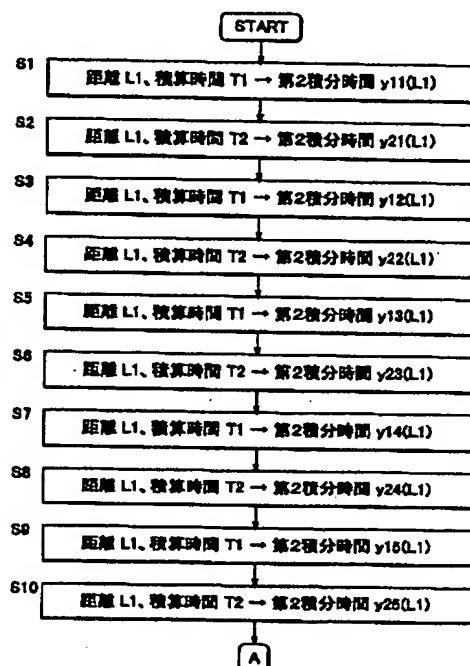 START
S1
距離 L1、積算時間 T1 → 第2積分時間 y11(L1)
S2
距離 L1、積算時間 T2 → 第2積分時間 y21(L1)
S3
距離 L1、積算時間 T1 → 第2積分時間 y12(L1)
S4
距離 L1、積算時間 T2 → 第2積分時間 y22(L1)
S5
距離 L1、積算時間 T1 → 第2積分時間 y13(L1)
S6
距離 L1、積算時間 T2 → 第2積分時間 y23(L1)
S7
距離 L1、積算時間 T1 → 第2積分時間 y14(L1)
S8
距離 L1、積算時間 T2 → 第2積分時間 y24(L1)
S9
距離 L1、積算時間 T1 → 第2積分時間 y15(L1)
S10
距離 L1、積算時間 T2 → 第2積分時間 y25(L1)
A